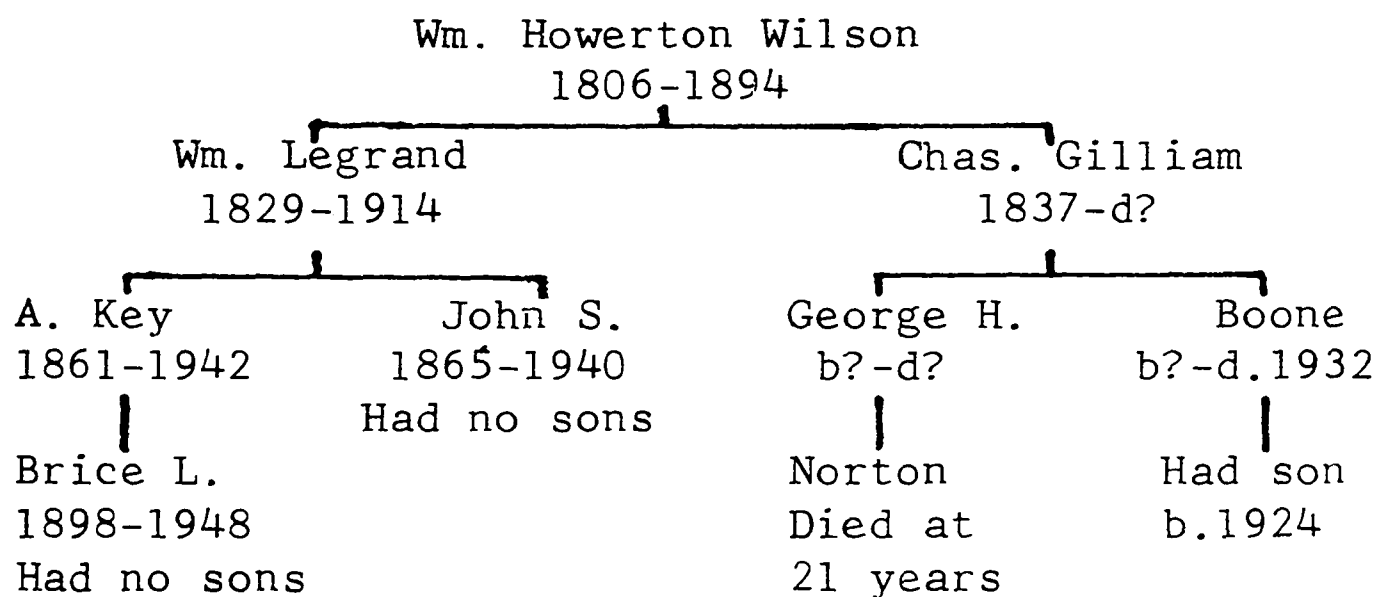 Wm. Howerton Wilson
1806-1894
Wm. Legrand Chas. Gilliam
1829-1914 1837-d?
A. Key John S. George H. Boone
1861-1942 1865-1940 b?-d? b?-d.1932
Had no sons
Brice L. Norton Had son
1898-1948 Died at b.1924
Had no sons 21 years